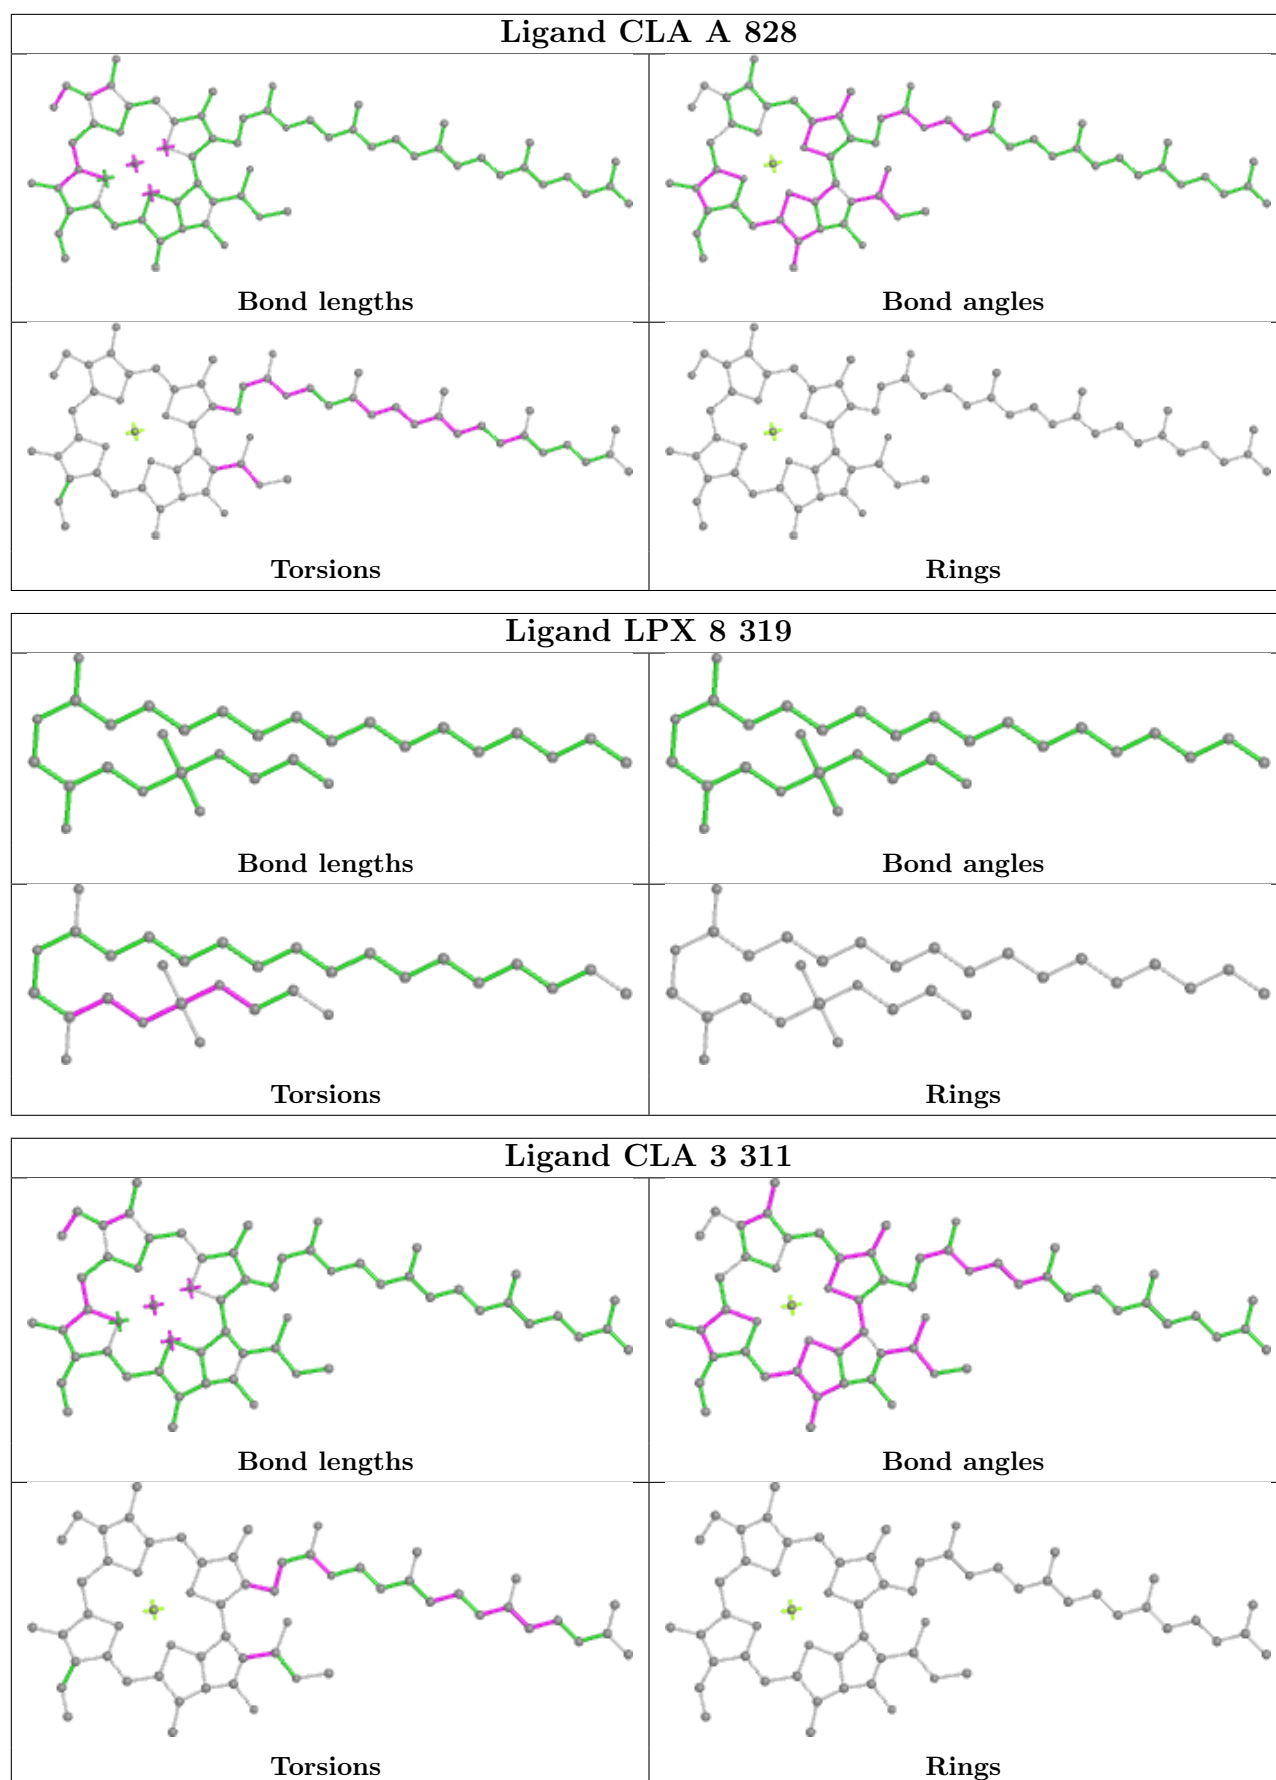 Ligand CLA A 828
Bond lengths
Bond angles
Torsions
Rings
Ligand LPX 8 319
Bond lengths
Bond angles
Torsions
Rings
Ligand CLA 3 311
Bond lengths
Bond angles
Torsions
Rings